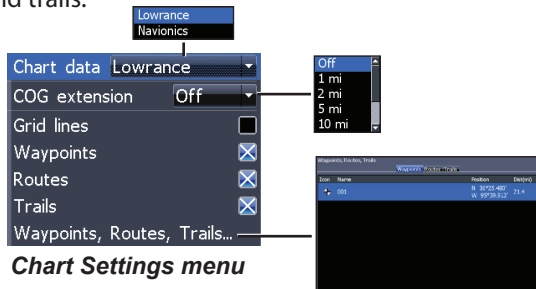 nd trails.
Lowrance
Navionics
Chart data Lowrance
COG extension Off
Grid lines
Waypoints
Routes
Trails
Waypoints, Routes, Trails...
Off
1 mi
2 mi
5 mi
10 mi
Waypoints, Routes, Trails
Waypoints Routes Trails
Icon Name Position Dist(mi)
001 N 30°25.480' 21.4
W 95°39.912'
Chart Settings menu